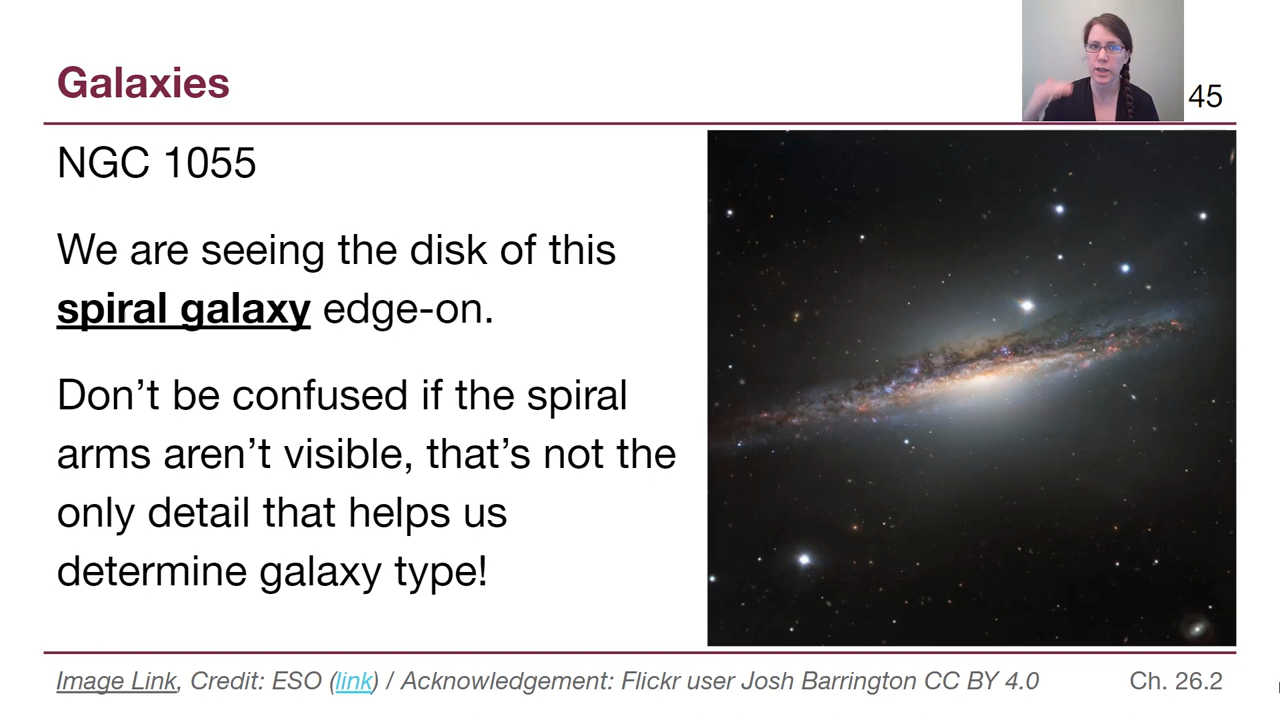 Galaxies
45
NGC 1055
We are seeing the disk of this
spiral galaxy edge-on.
Don’t be confused if the spiral
arms aren’t visible, that’s not the
only detail that helps us
determine galaxy type!
Image Link, Credit: ESO (link) / Acknowledgement: Flickr user Josh Barrington CC BY 4.0
Ch. 26.2